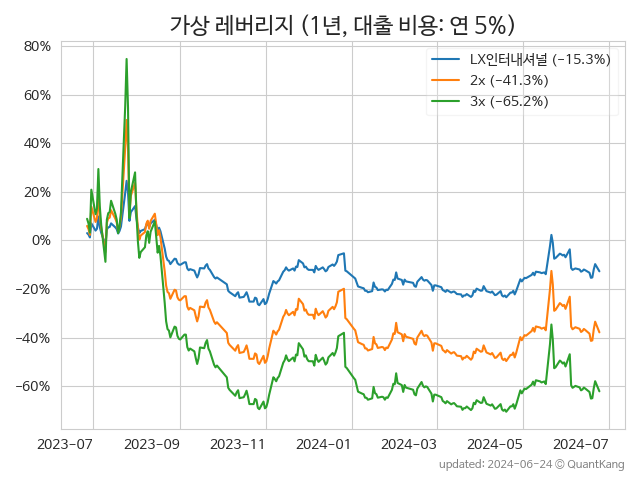 가상 레버리지 (1년, 대출 비용: 연 5%)
80%
60%
40%
20%
0%
−20%
−40%
−60%
LX인터내셔널 (−15.3%)
2x (−41.3%)
3x (−65.2%)
2023-07 2023-09 2023-11 2024-01 2024-03 2024-05 2024-07
updated: 2024-06-24 © QuantKang